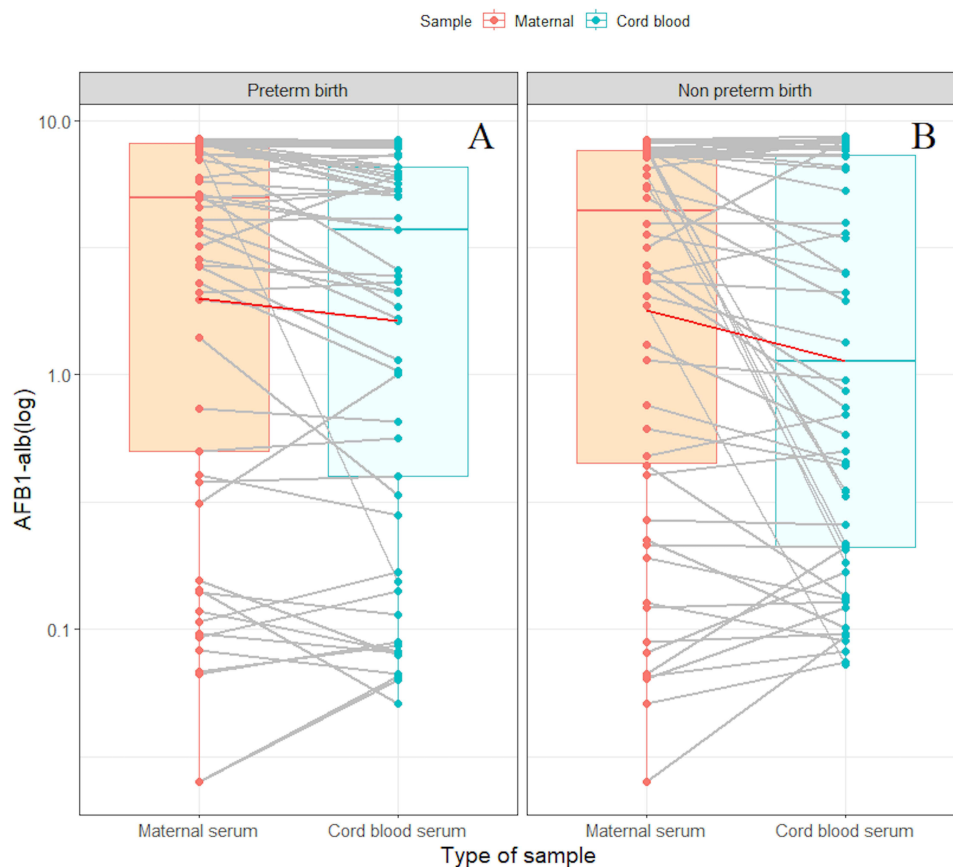 Sample Maternal Cord blood
Preterm birth
Non preterm birth
A
B
10.0
1.0
0.1
AFB1-alb(log)
Maternal serum
Cord blood serum
Maternal serum
Cord blood serum
Type of sample